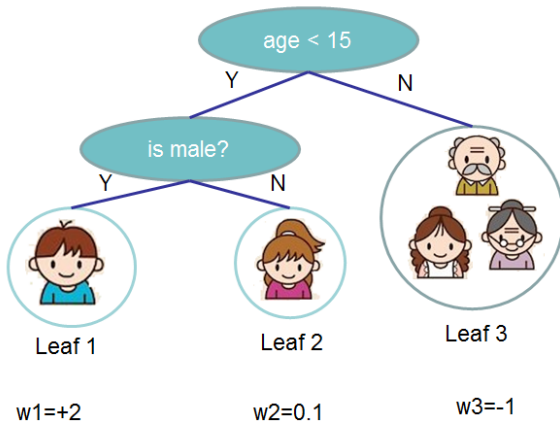 age < 15
Y
N
is male?
Y
N
Leaf 1
Leaf 2
Leaf 3
w1=+2
w2=0.1
w3=-1